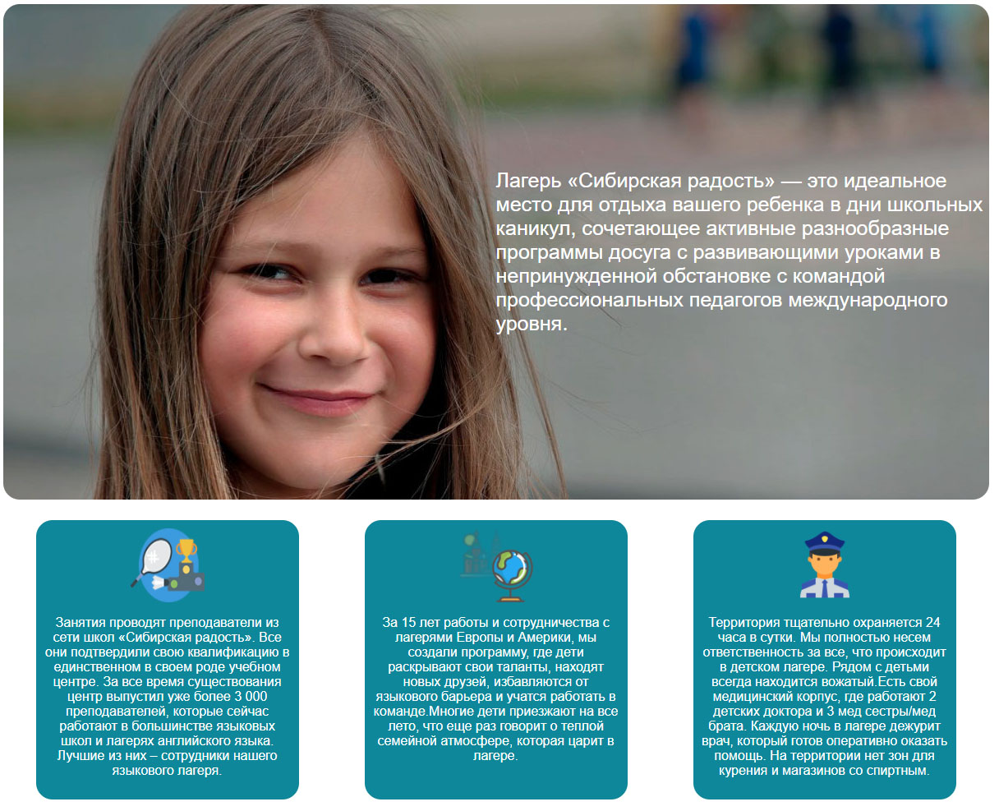 Лагерь «Сибирская радость» — это идеальное
место для отдыха вашего ребенка в дни школьных
каникул, сочетающее активные разнообразные
программы досуга с развивающими уроками в
непринужденной обстановке с командой
профессиональных педагогов международного
уровня.
Занятия проводят преподаватели из
сети школ «Сибирская радость». Все
они подтвердили свою квалификацию в
единственном в своем роде учебном
центре. За все время существования
центр выпустил уже более 3 000
преподавателей, которые сейчас
работают в большинстве языковых
школ и лагерях английского языка.
Лучшие из них – сотрудники нашего
языкового лагеря.
За 15 лет работы и сотрудничества с
лагерями Европы и Америки, мы
создали программу, где дети
раскрывают свои таланты, находят
новых друзей, избавляются от
языкового барьера и учатся работать в
команде.Многие дети приезжают на все
лето, что еще раз говорит о теплой
семейной атмосфере, которая царит в
лагере.
Территория тщательно охраняется 24
часа в сутки. Мы полностью несем
ответственность за все, что происходит
в детском лагере. Рядом с детьми
всегда находится вожатый.Есть свой
медицинский корпус, где работают 2
детских доктора и 3 мед сестры/мед
брата. Каждую ночь в лагере дежурит
врач, который готов оперативно оказать
помощь. На территории нет зон для
курения и магазинов со спиртным.